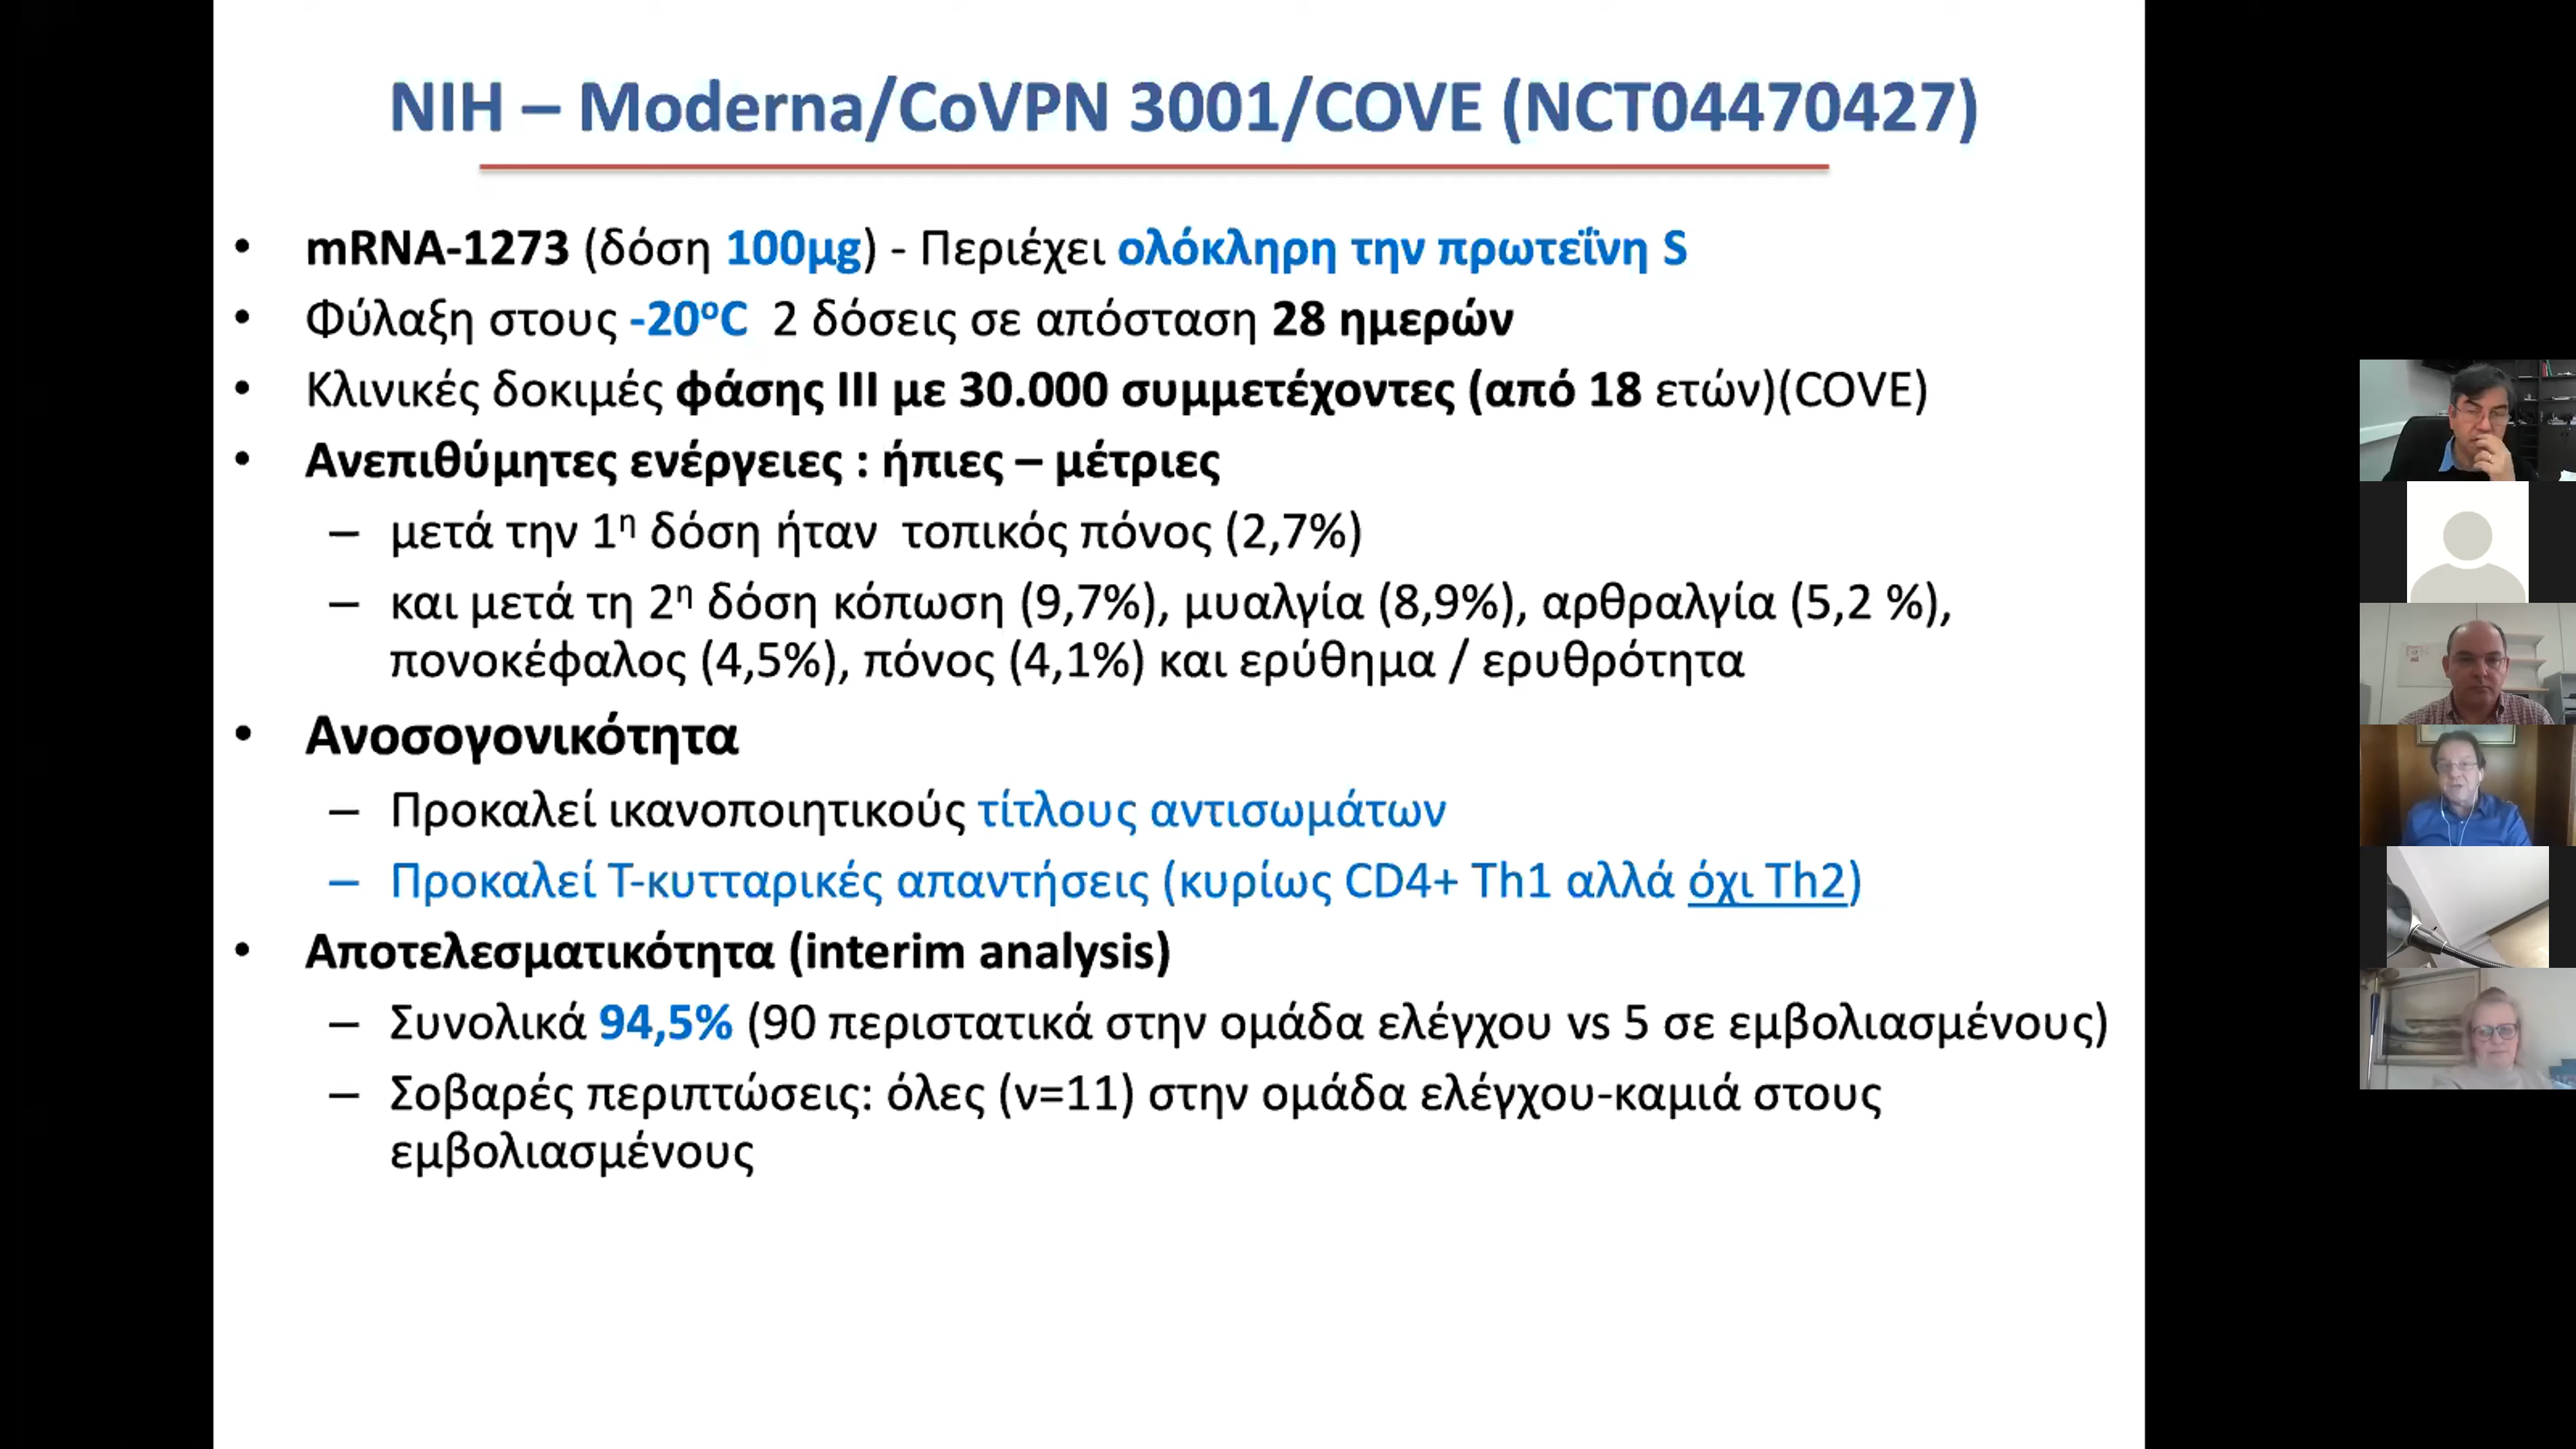 NIH – Moderna/CoVPN 3001/COVE (NCT04470427)
• mRNA-1273 (δόση 100μg) - Περιέχει ολόκληρη την πρωτεΐνη S
• Φύλαξη στους -20ºC 2 δόσεις σε απόσταση 28 ημερών
• Κλινικές δοκιμές φάσης ΙΙΙ με 30.000 συμμετέχοντες (από 18 ετών)(COVE)
• Ανεπιθύμητες ενέργειες : ήπιες – μέτριες
– μετά την 1η δόση ήταν τοπικός πόνος (2,7%)
– και μετά τη 2η δόση κόπωση (9,7%), μυαλγία (8,9%), αρθραλγία (5,2 %),
πονοκέφαλος (4,5%), πόνος (4,1%) και ερύθημα / ερυθρότητα
• Ανοσογονικότητα
– Προκαλεί ικανοποιητικούς τίτλους αντισωμάτων
– Προκαλεί Τ-κυτταρικές απαντήσεις (κυρίως CD4+ Th1 αλλά όχι Th2)
• Αποτελεσματικότητα (interim analysis)
– Συνολικά 94,5% (90 περιστατικά στην ομάδα ελέγχου vs 5 σε εμβολιασμένους)
– Σοβαρές περιπτώσεις: όλες (ν=11) στην ομάδα ελέγχου-καμιά στους
εμβολιασμένους